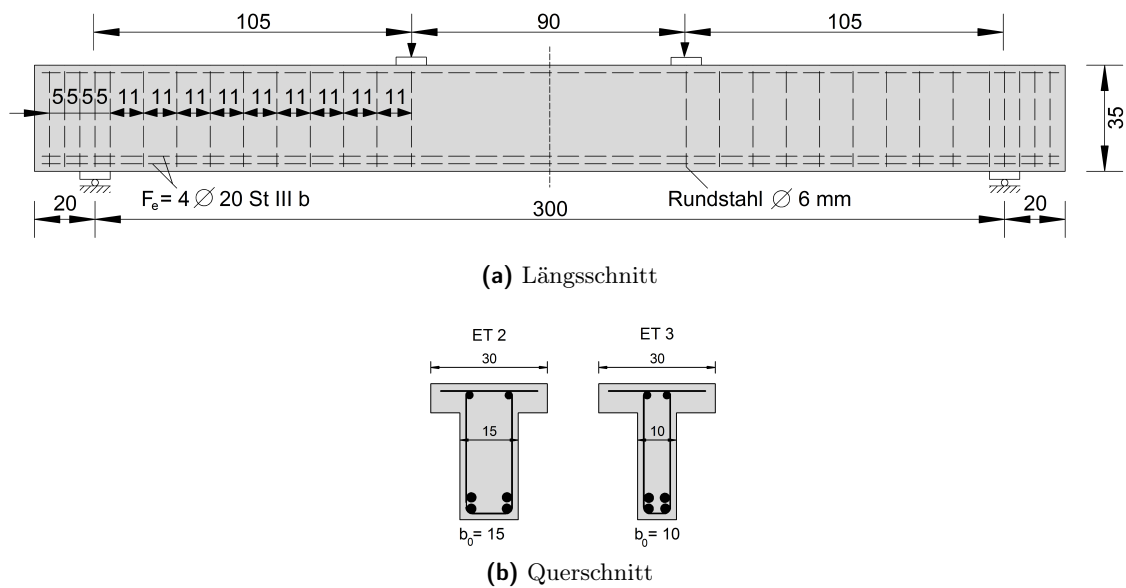 105 90 105
5 5 5 5 11 11 11 11 11 11 11 11 11
35
F_e= 4 ∅ 20 St III b Rundstahl ∅ 6 mm
20 300 20
(a) Längsschnitt
ET 2 ET 3
30 30
15 10
b_0= 15 b_0= 10
(b) Querschnitt